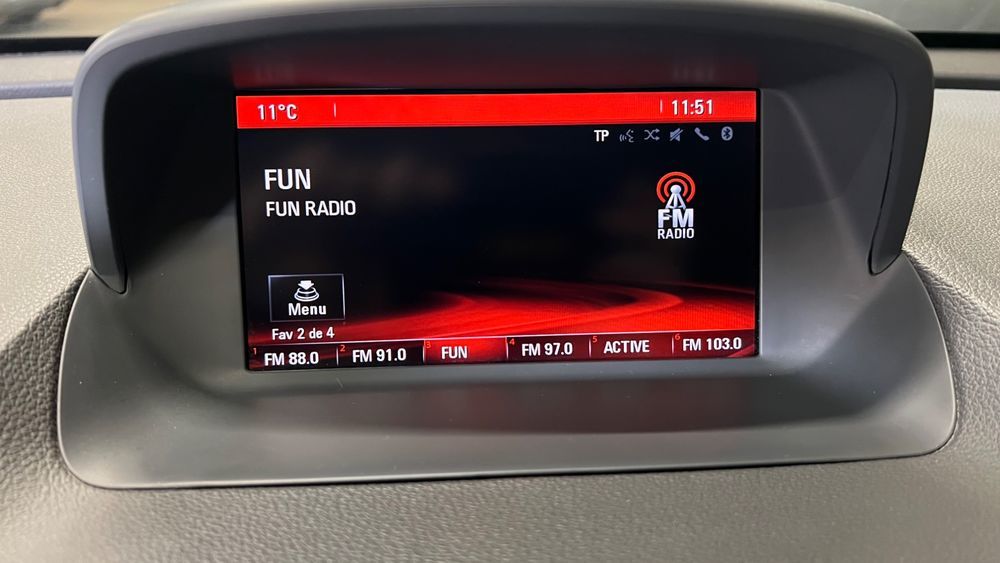 11°C 11:51
TP
FUN
FUN RADIO
FM
RADIO
Menu
Fav 2 de 4
1 FM 88.0 2 FM 91.0 3 FUN 4 FM 97.0 5 ACTIVE 6 FM 103.0